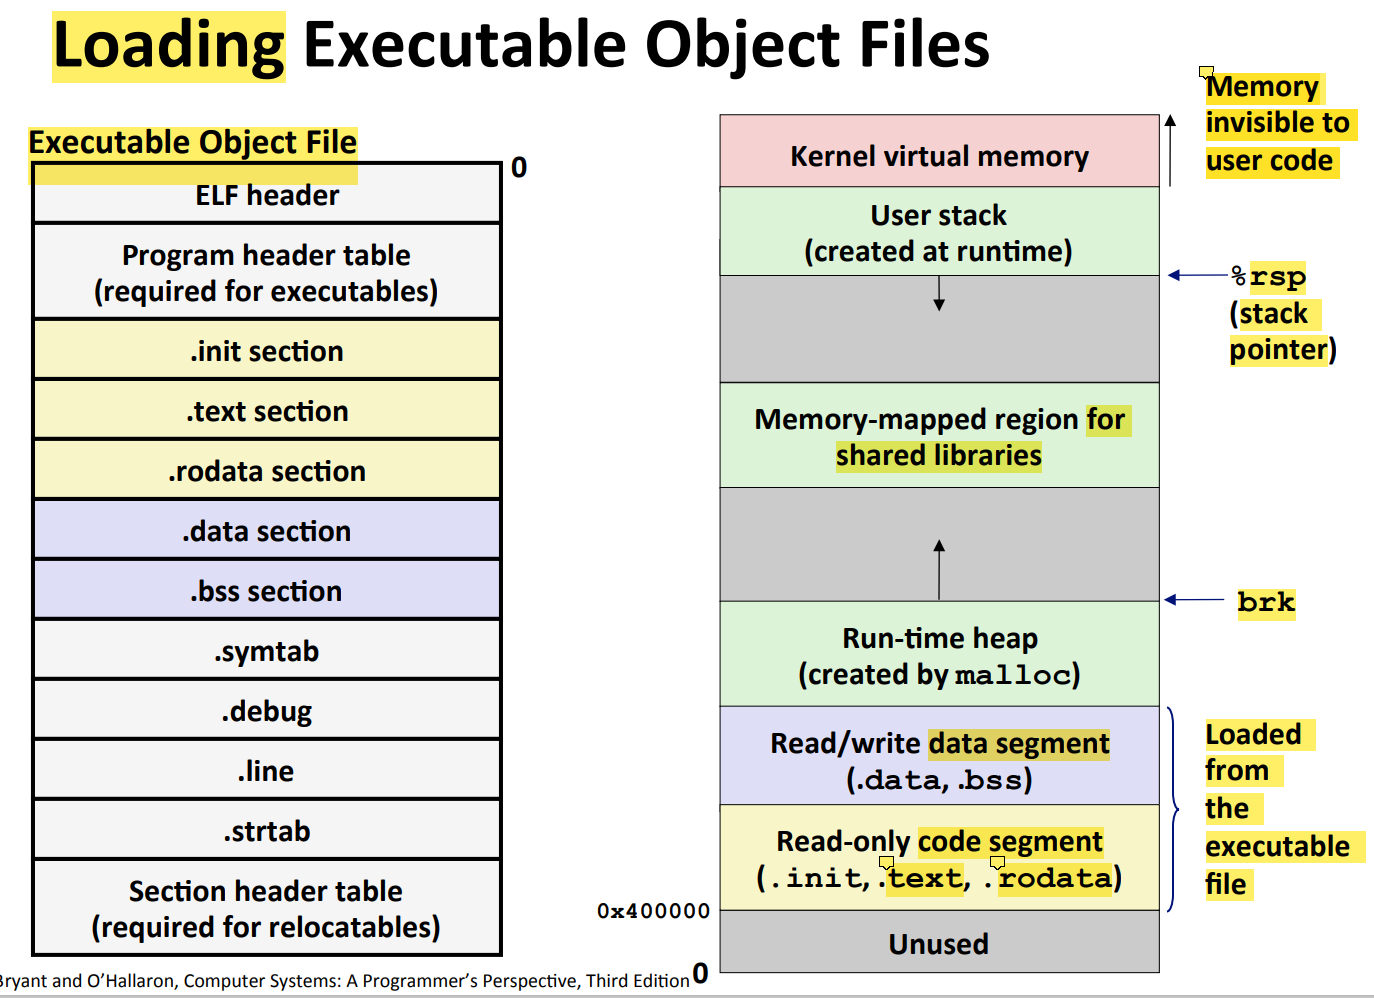 Loading Executable Object Files
Executable Object File
0
ELF header
Program header table
(required for executables)
.init section
.text section
.rodata section
.data section
.bss section
.symtab
.debug
.line
.strtab
Section header table
(required for relocatables)
Kernel virtual memory
User stack
(created at runtime)
Memory-mapped region for
shared libraries
Run-time heap
(created by malloc)
Read/write data segment
(.data, .bss)
Read-only code segment
(.init, .text, .rodata)
Unused
0x400000
0
Memory
invisible to
user code
%rsp
(stack
pointer)
brk
Loaded
from
the
executable
file
Bryant and O’Hallaron, Computer Systems: A Programmer’s Perspective, Third Edition